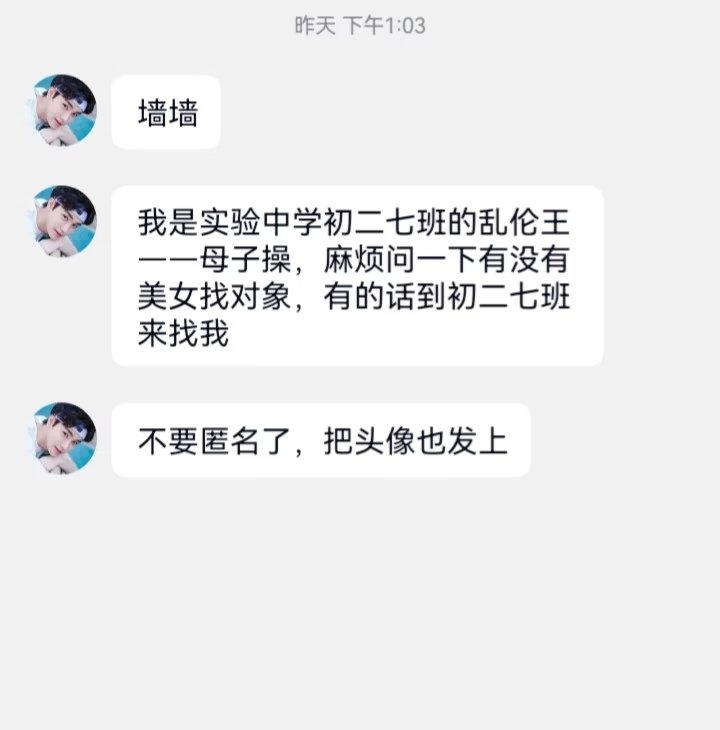 昨天 下午1:03
墙墙
我是实验中学初二七班的乱伦王
一一母子操，麻烦问一下有没有
美女找对象，有的话到初二七班
来找我
不要匿名了，把头像也发上